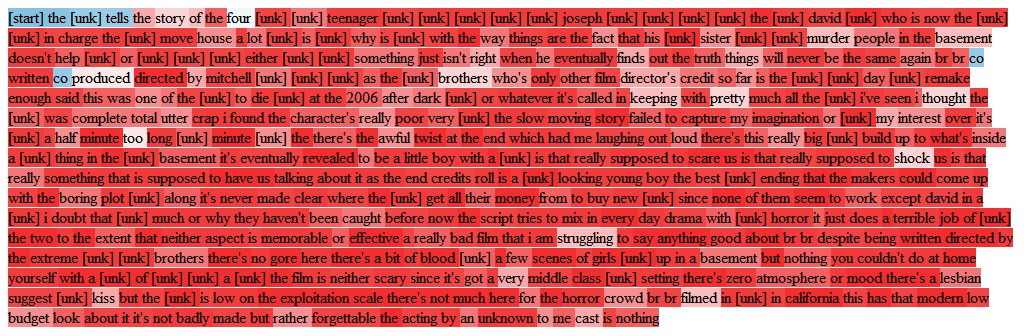 [start] the [unk] tells the story of the four [unk] [unk] teenager [unk] [unk] [unk] [unk] [unk] joseph [unk] [unk] [unk] [unk] the [unk] david [unk] who is now the [unk]
[unk] in charge the [unk] move house a lot [unk] is [unk] why is [unk] with the way things are the fact that his [unk] sister [unk] [unk] murder people in the basement
doesn't help [unk] or [unk] [unk] [unk] either [unk] [unk] something just isn't right when he eventually finds out the truth things will never be the same again br br co
written co produced directed by mitchell [unk] [unk] [unk] as the [unk] brothers who's only other film director's credit so far is the [unk] [unk] day [unk] remake
enough said this was one of the [unk] to die [unk] at the 2006 after dark [unk] or whatever it's called in keeping with pretty much all the [unk] i've seen i thought the
[unk] was complete total utter crap i found the character's really poor very [unk] the slow moving story failed to capture my imagination or [unk] my interest over it's
[unk] a half minute too long [unk] minute [unk] the there's the awful twist at the end which had me laughing out loud there's this really big [unk] build up to what's inside
a [unk] thing in the [unk] basement it's eventually revealed to be a little boy with a [unk] is that really supposed to scare us is that really supposed to shock us is that
really something that is supposed to have us talking about it as the end credits roll is a [unk] looking young boy the best [unk] ending that the makers could come up
with the boring plot [unk] along it's never made clear where the [unk] get all their money from to buy new [unk] since none of them seem to work except david in a
[unk] i doubt that [unk] much or why they haven't been caught before now the script tries to mix in every day drama with [unk] horror it just does a terrible job of [unk]
the two to the extent that neither aspect is memorable or effective a really bad film that i am struggling to say anything good about br br despite being written directed by
the extreme [unk] [unk] brothers there's no gore here there's a bit of blood [unk] a few scenes of girls [unk] up in a basement but nothing you couldn't do at home
yourself with a [unk] of [unk] [unk] a [unk] the film is neither scary since it's got a very middle class [unk] setting there's zero atmosphere or mood there's a lesbian
suggest [unk] kiss but the [unk] is low on the exploitation scale there's not much here for the horror crowd br br filmed in [unk] in california this has that modern low
budget look about it it's not badly made but rather forgettable the acting by an unknown to me cast is nothing